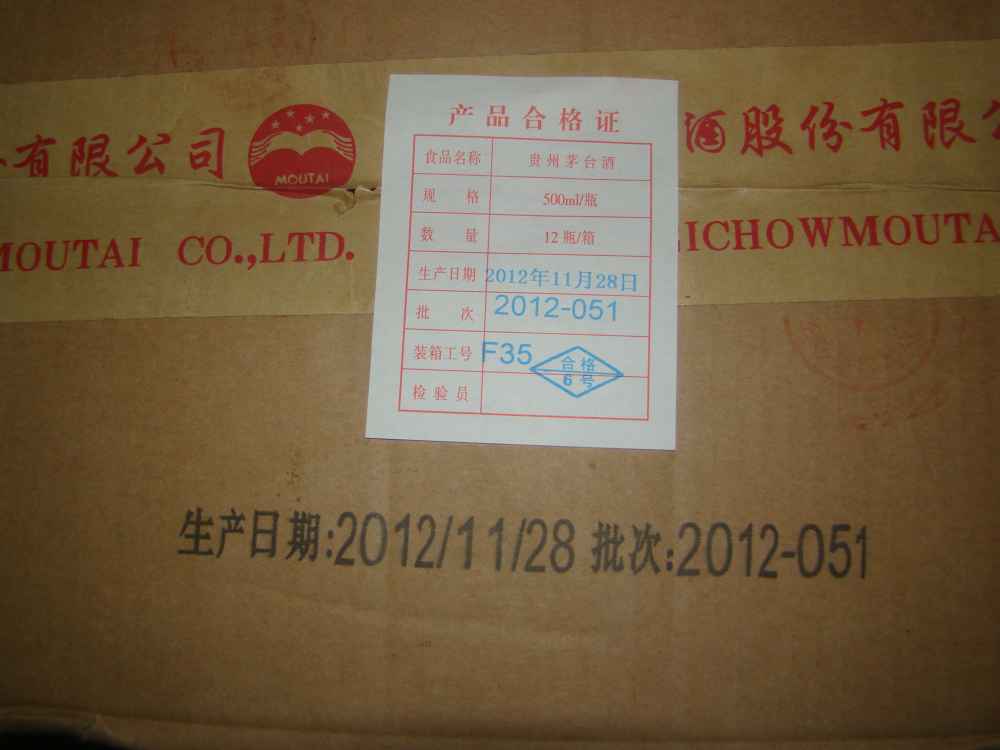 有限公司 MOUTAI 酒股份有限公
MOUTAI CO.,LTD. ICHOWMOUTA
产品合格证
食品名称 贵州茅台酒
规 格 500ml/瓶
数 量 12瓶/箱
生产日期 2012年11月28日
批 次 2012-051
装箱工号 F35
合格
6号
检验员
生产日期:2012/11/28 批次:2012-051